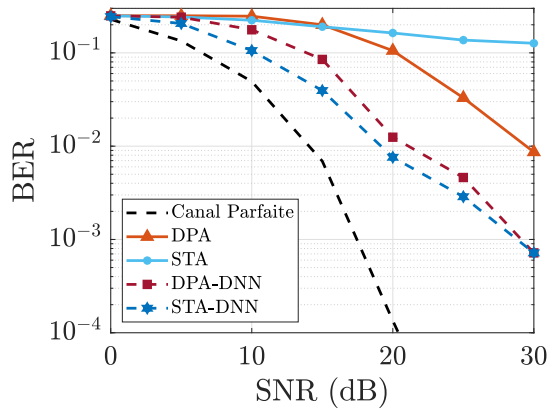 BER
10⁻¹
10⁻²
10⁻³
10⁻⁴
Canal Parfaite
DPA
STA
DPA-DNN
STA-DNN
0 10 20 30
SNR (dB)